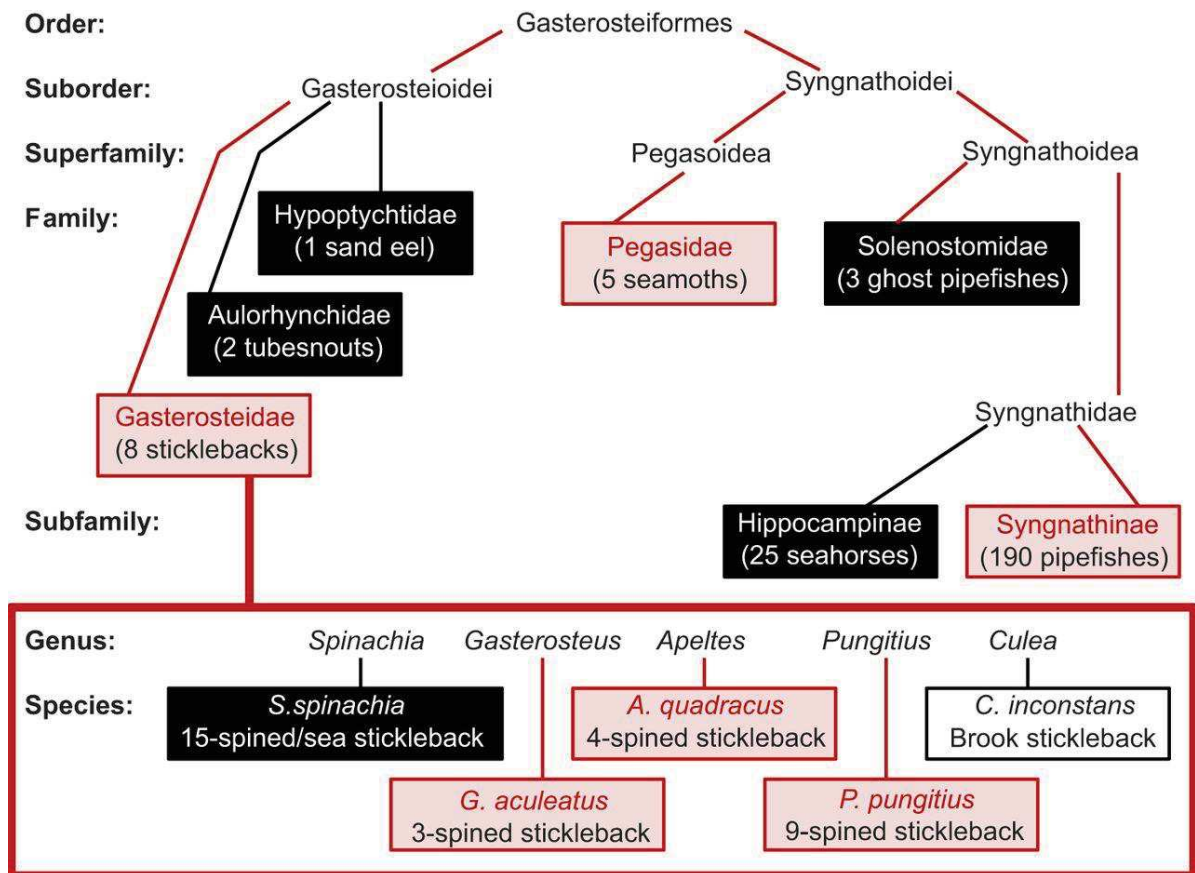 Order:
Gasterosteiformes
Suborder:
Gasterosteioidei
Syngnathoidei
Superfamily:
Pegasoidea
Syngnathoidea
Family:
Hypoptychtidae
(1 sand eel)
Pegasidae
(5 seamoths)
Solenostomidae
(3 ghost pipefishes)
Aulorhynchidae
(2 tubesnouts)
Gasterosteidae
(8 sticklebacks)
Syngnathidae
Subfamily:
Hippocampinae
(25 seahorses)
Syngnathinae
(190 pipefishes)
Genus:
Spinachia
Gasterosteus
Apeltes
Pungitius
Culea
Species:
S.spinachia
15-spined/sea stickleback
A. quadracus
4-spined stickleback
C. inconstans
Brook stickleback
G. aculeatus
3-spined stickleback
P. pungitius
9-spined stickleback